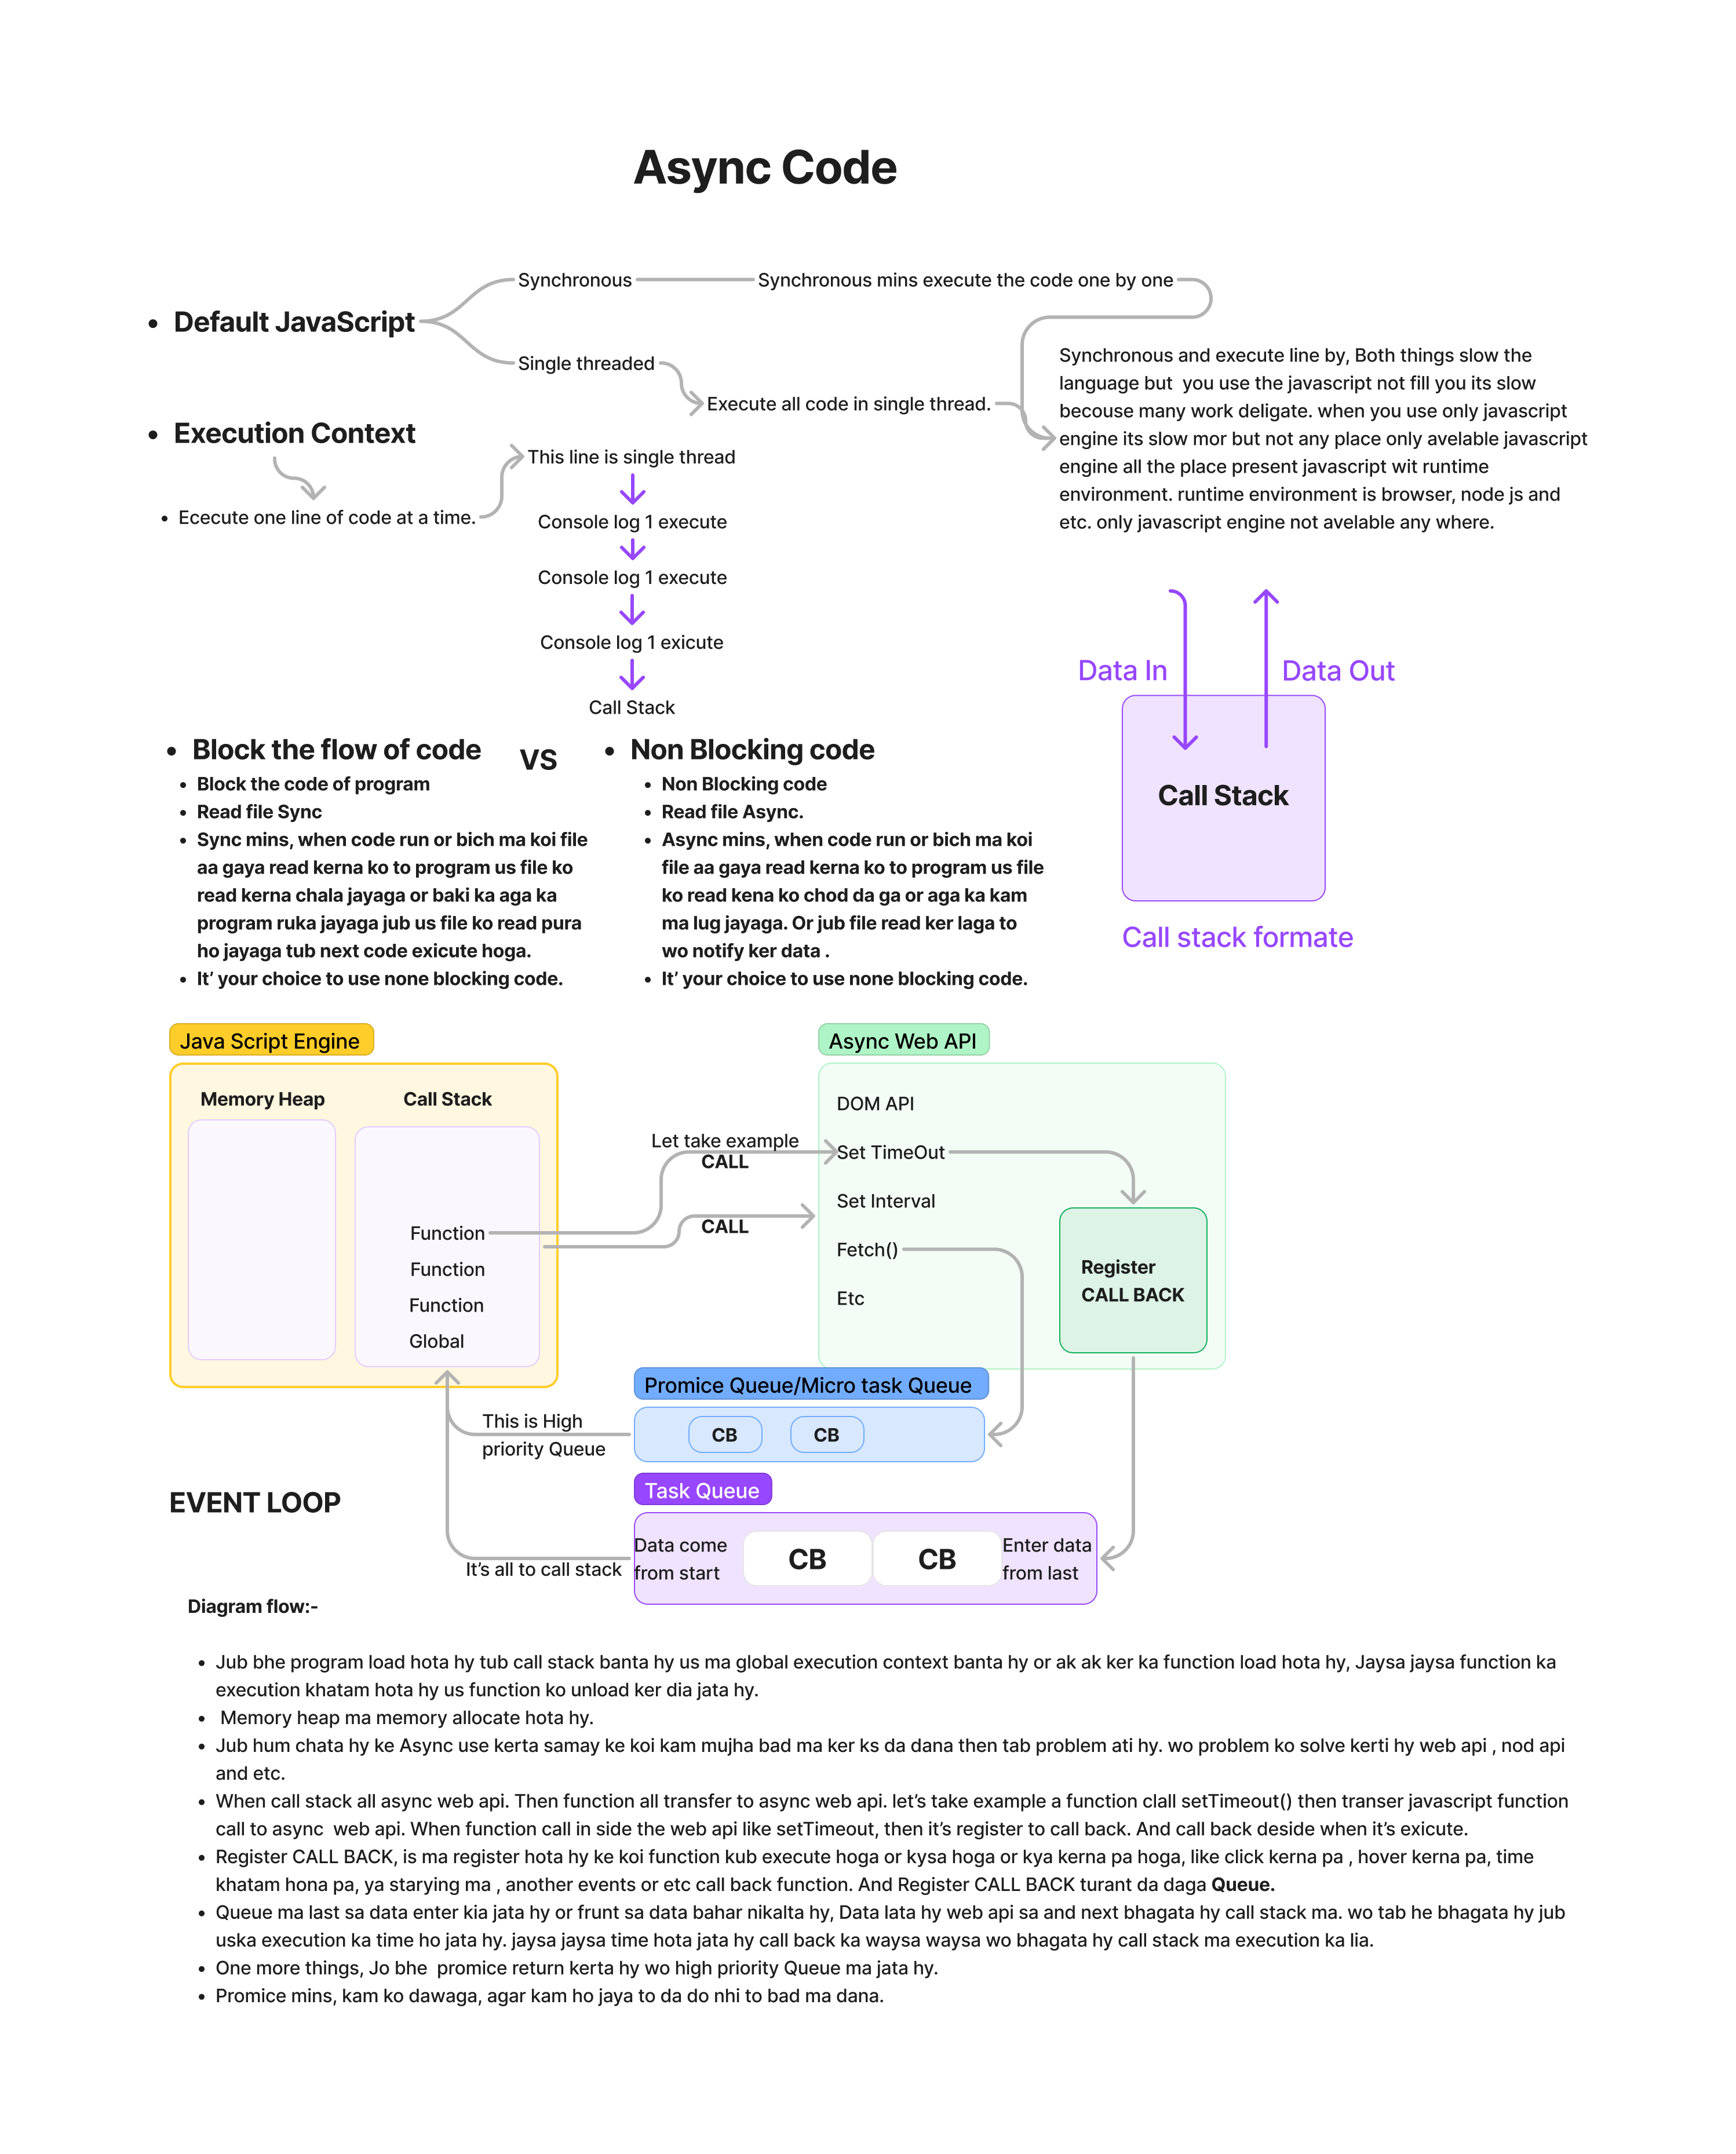 Async Code
Synchronous
Synchronous mins execute the code one by one
Default JavaScript
Single threaded
Execute all code in single thread.
Synchronous and execute line by, Both things slow the
language but  you use the javascript not fill you its slow
becouse many work deligate. when you use only javascript
engine its slow mor but not any place only avelable javascript
engine all the place present javascript wit runtime
environment. runtime environment is browser, node js and
etc. only javascript engine not avelable any where.
Execution Context
Ececute one line of code at a time.
This line is single thread
Console log 1 execute
Console log 1 execute
Console log 1 exicute
Call Stack
Data In
Data Out
Call Stack
Call stack formate
Block the flow of code
Block the code of program
Read file Sync
Sync mins, when code run or bich ma koi file
aa gaya read kerna ko to program us file ko
read kerna chala jayaga or baki ka aga ka
program ruka jayaga jub us file ko read pura
ho jayaga tub next code exicute hoga.
It’ your choice to use none blocking code.
VS
Non Blocking code
Non Blocking code
Read file Async.
Async mins, when code run or bich ma koi
file aa gaya read kerna ko to program us file
ko read kena ko chod da ga or aga ka kam
ma lug jayaga. Or jub file read ker laga to
wo notify ker data .
It’ your choice to use none blocking code.
Java Script Engine
Memory Heap
Call Stack
Function
Function
Function
Global
Let take example
CALL
CALL
Async Web API
DOM API
Set TimeOut
Set Interval
Fetch()
Etc
Register
CALL BACK
Promice Queue/Micro task Queue
CB
CB
This is High
priority Queue
EVENT LOOP
Task Queue
Data come
from start
CB
CB
Enter data
from last
It’s all to call stack
Diagram flow:-
Jub bhe program load hota hy tub call stack banta hy us ma global execution context banta hy or ak ak ker ka function load hota hy, Jaysa jaysa function ka
execution khatam hota hy us function ko unload ker dia jata hy.
Memory heap ma memory allocate hota hy.
Jub hum chata hy ke Async use kerta samay ke koi kam mujha bad ma ker ks da dana then tab problem ati hy. wo problem ko solve kerti hy web api , nod api
and etc.
When call stack all async web api. Then function all transfer to async web api. let’s take example a function clall setTimeout() then transer javascript function
call to async  web api. When function call in side the web api like setTimeout, then it’s register to call back. And call back deside when it’s exicute.
Register CALL BACK, is ma register hota hy ke koi function kub execute hoga or kysa hoga or kya kerna pa hoga, like click kerna pa , hover kerna pa, time
khatam hona pa, ya starying ma , another events or etc call back function. And Register CALL BACK turant da daga Queue.
Queue ma last sa data enter kia jata hy or frunt sa data bahar nikalta hy, Data lata hy web api sa and next bhagata hy call stack ma. wo tab he bhagata hy jub
uska execution ka time ho jata hy. jaysa jaysa time hota jata hy call back ka waysa waysa wo bhagata hy call stack ma execution ka lia.
One more things, Jo bhe  promice return kerta hy wo high priority Queue ma jata hy.
Promice mins, kam ko dawaga, agar kam ho jaya to da do nhi to bad ma dana.